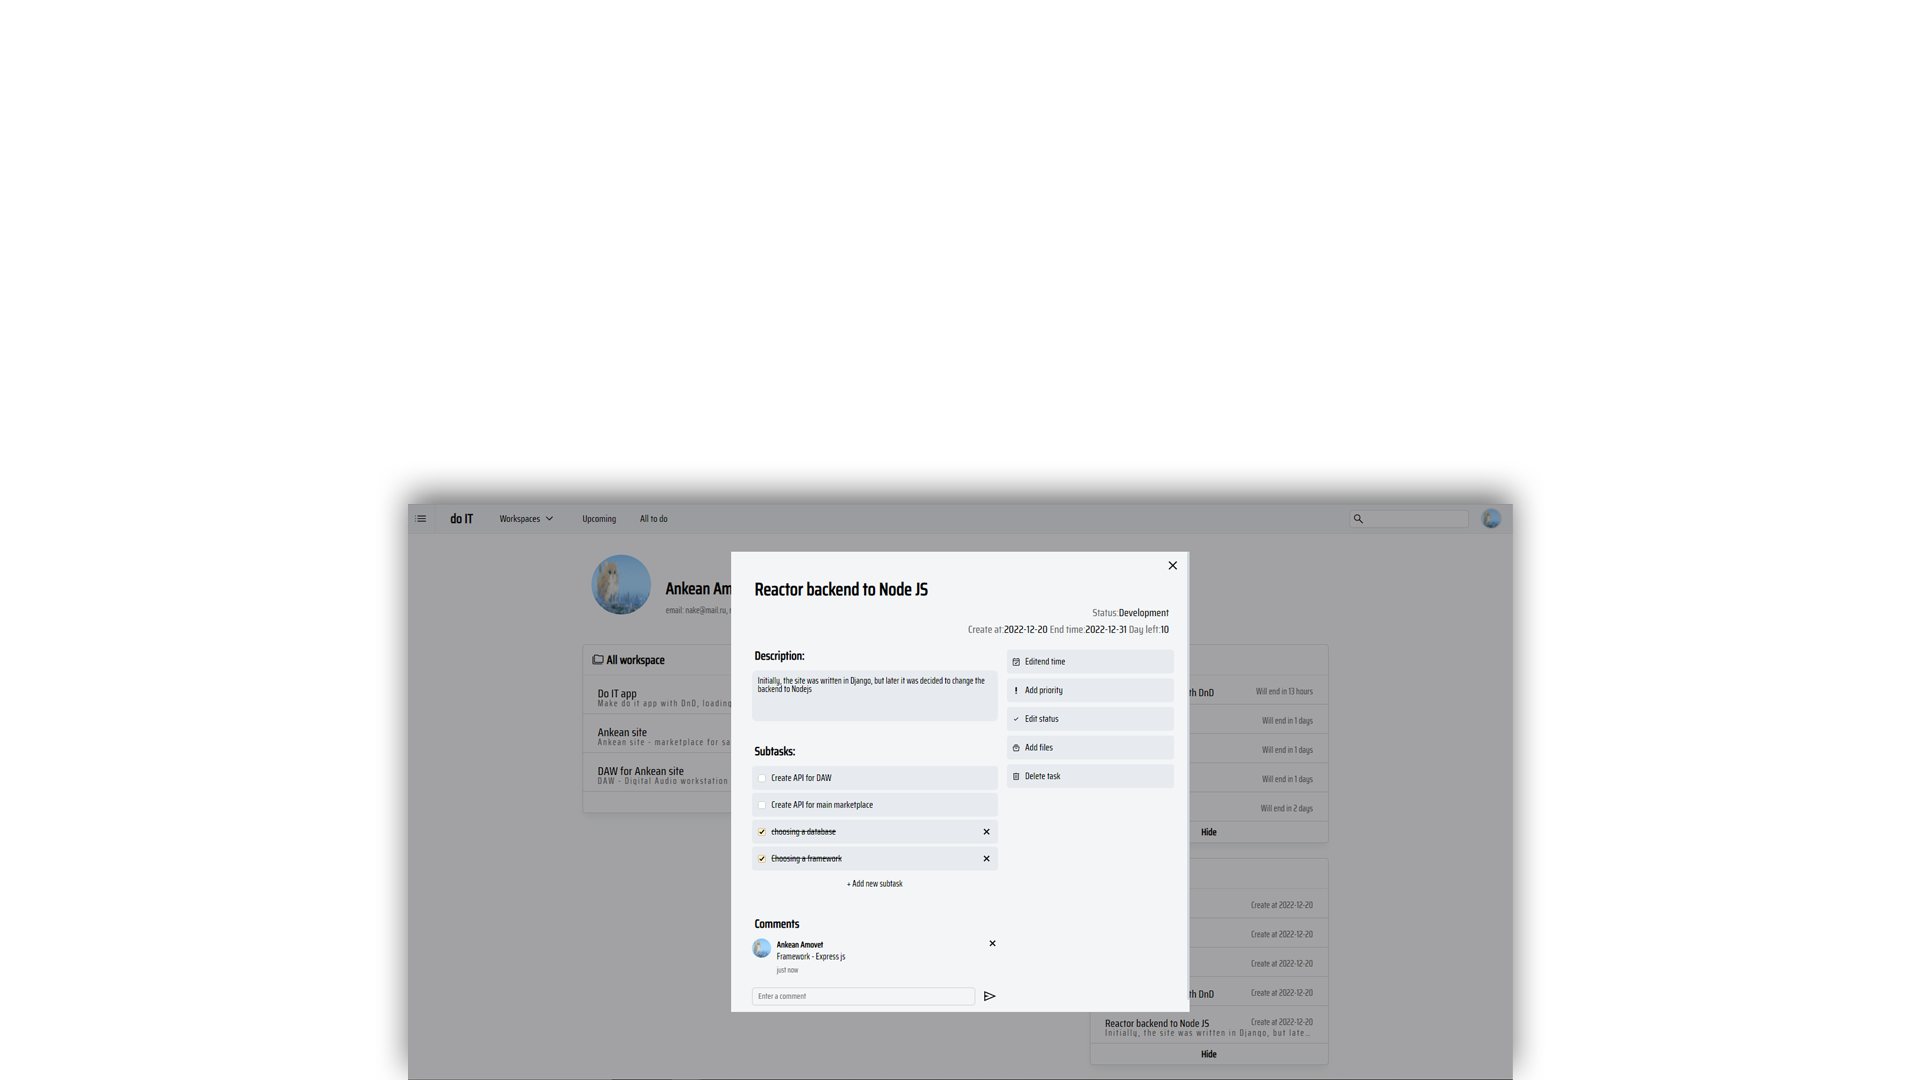 do IT
Workspaces
Upcoming
All to do
Ankean Am
email: nake@mail.ru,
All workspace
Do IT app
Make do it app with DnD, loading
Ankean site
Ankean site - marketplace for sa
DAW for Ankean site
DAW - Digital Audio workstation
Reactor backend to Node JS
Status:Development
Create at:2022-12-20 End time:2022-12-31 Day left:10
Description:
Initially, the site was written in Django, but later it was decided to change the
backend to Nodejs
Subtasks:
Create API for DAW
Create API for main marketplace
choosing a database
Choosing a framework
+ Add new subtask
Comments
Ankean Amovet
Framework - Express js
just now
Enter a comment
Editend time
Add priority
Edit status
Add files
Delete task
th DnD
Will end in 13 hours
Will end in 1 days
Will end in 1 days
Will end in 1 days
Will end in 2 days
Hide
Create at 2022-12-20
Create at 2022-12-20
Create at 2022-12-20
th DnD
Create at 2022-12-20
Reactor backend to Node JS
Create at 2022-12-20
Initially, the site was written in Django, but late...
Hide